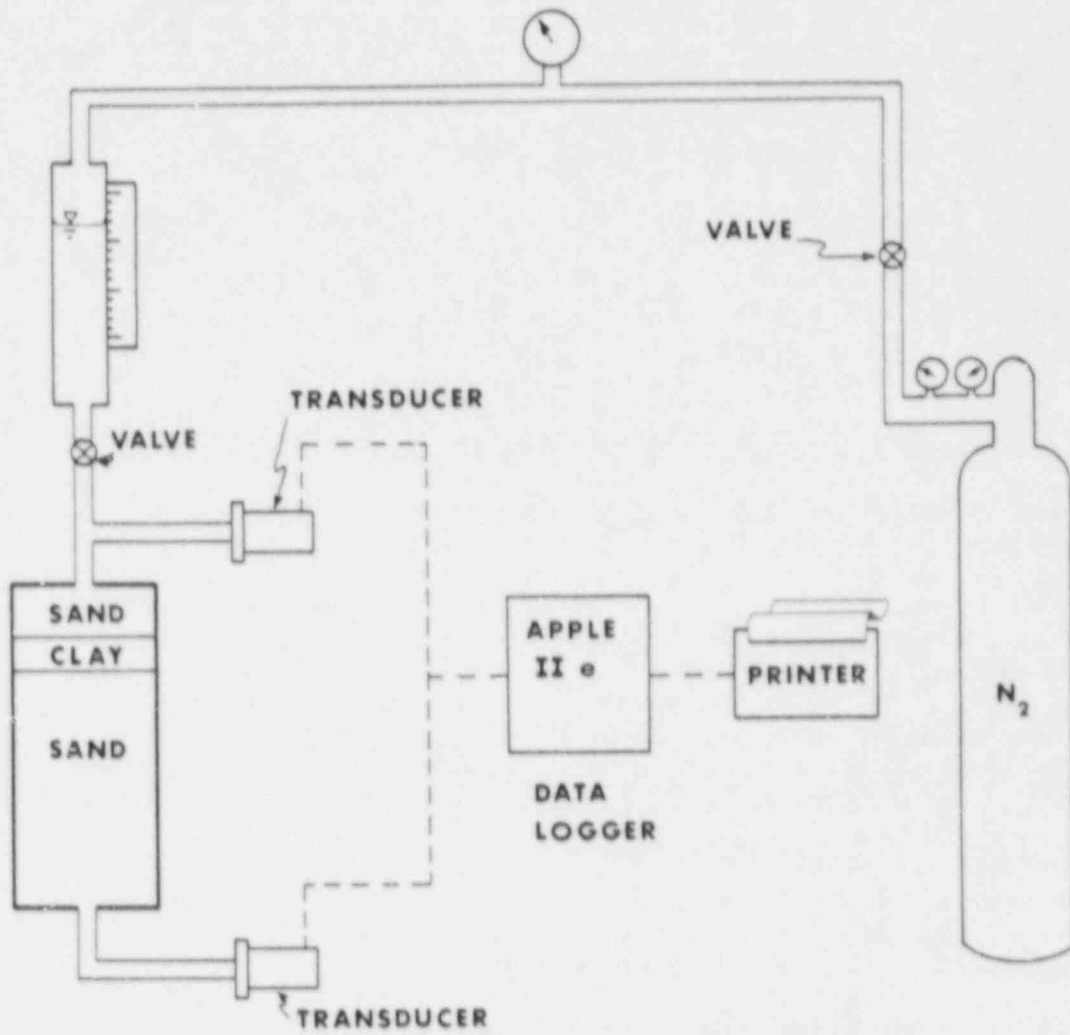 VALVE
TRANSDUCER
VALVE
SAND
CLAY
SAND
APPLE
II e
PRINTER
N₂
DATA
LOGGER
TRANSDUCER